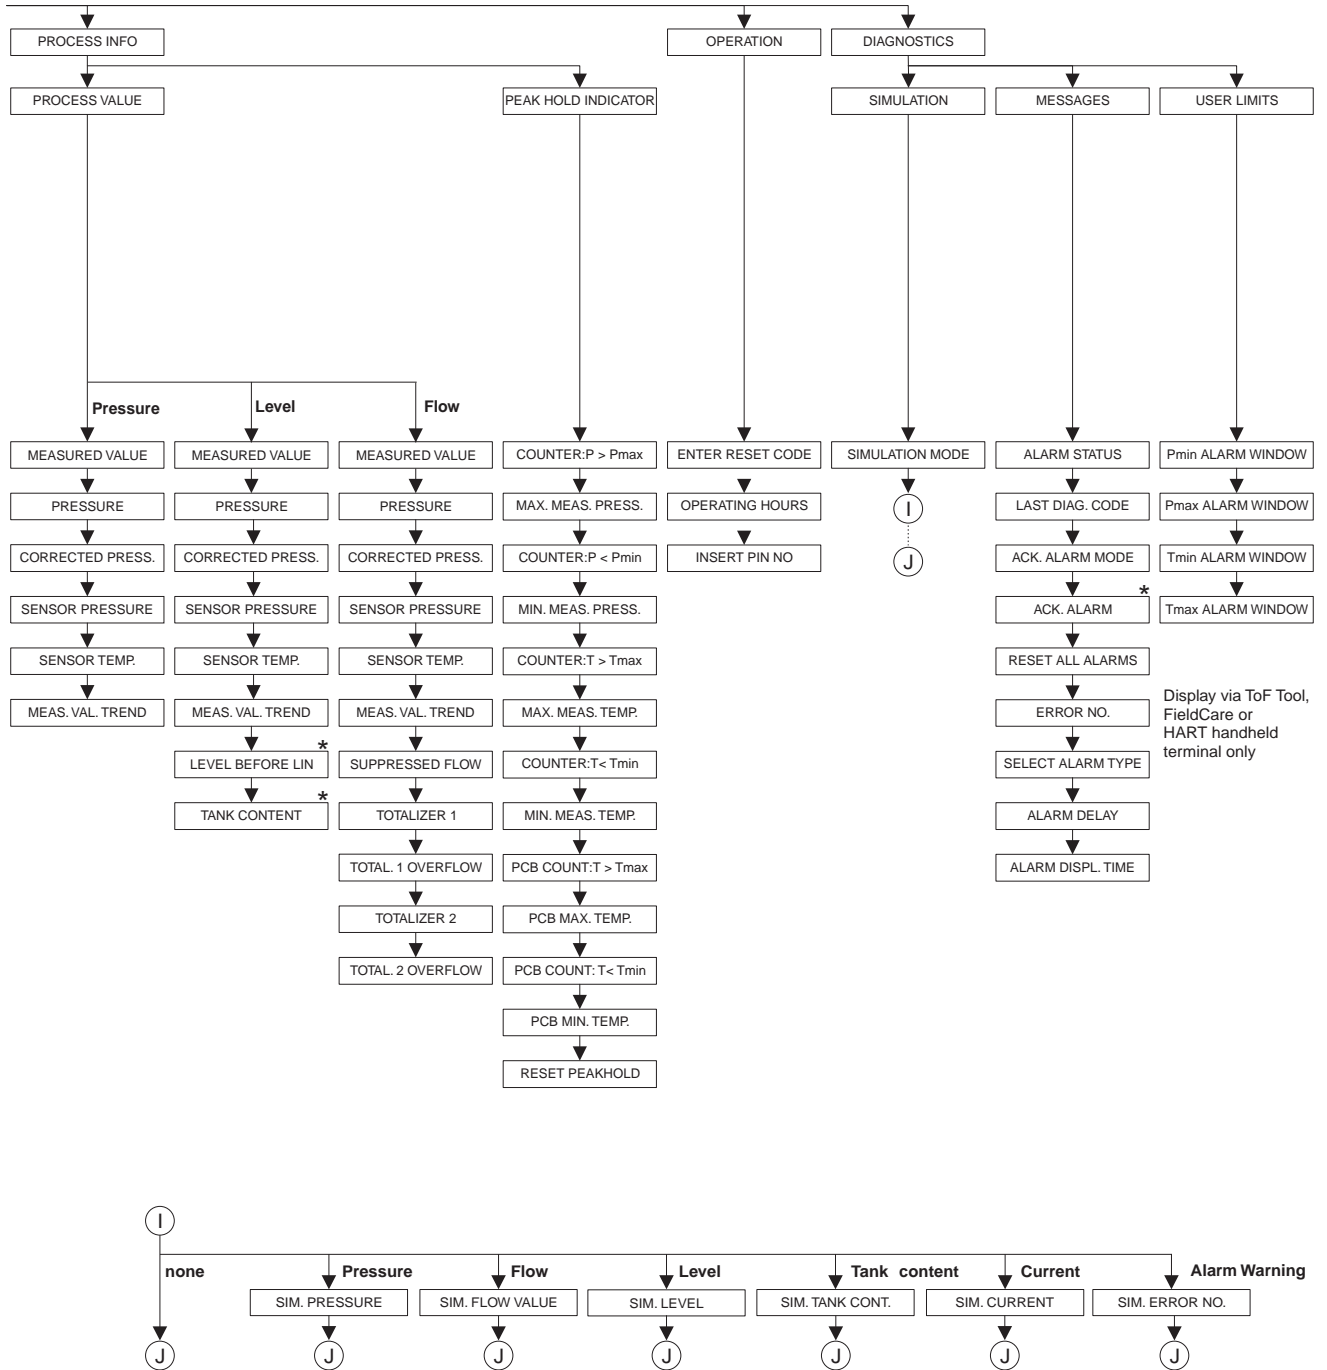 PROCESS INFO
OPERATION
DIAGNOSTICS
PROCESS VALUE
PEAK HOLD INDICATOR
SIMULATION
MESSAGES
USER LIMITS
Pressure
MEASURED VALUE
PRESSURE
CORRECTED PRESS.
SENSOR PRESSURE
SENSOR TEMP.
MEAS. VAL. TREND
Level
MEASURED VALUE
PRESSURE
CORRECTED PRESS.
SENSOR PRESSURE
SENSOR TEMP.
MEAS. VAL. TREND
*
LEVEL BEFORE LIN
*
TANK CONTENT
Flow
MEASURED VALUE
PRESSURE
CORRECTED PRESS.
SENSOR PRESSURE
SENSOR TEMP.
MEAS. VAL. TREND
SUPPRESSED FLOW
TOTALIZER 1
TOTAL. 1 OVERFLOW
TOTALIZER 2
TOTAL. 2 OVERFLOW
COUNTER:P > Pmax
MAX. MEAS. PRESS.
COUNTER:P < Pmin
MIN. MEAS. PRESS.
COUNTER:T > Tmax
MAX. MEAS. TEMP.
COUNTER:T< Tmin
MIN. MEAS. TEMP.
PCB COUNT:T > Tmax
PCB MAX. TEMP.
PCB COUNT: T< Tmin
PCB MIN. TEMP.
RESET PEAKHOLD
ENTER RESET CODE
OPERATING HOURS
INSERT PIN NO
SIMULATION MODE
I
J
ALARM STATUS
LAST DIAG. CODE
ACK. ALARM MODE
*
ACK. ALARM
RESET ALL ALARMS
ERROR NO.
SELECT ALARM TYPE
ALARM DELAY
ALARM DISPL. TIME
Pmin ALARM WINDOW
Pmax ALARM WINDOW
Tmin ALARM WINDOW
Tmax ALARM WINDOW
Display via ToF Tool,
FieldCare or
HART handheld
terminal only
I
none
Pressure
Flow
Level
Tank content
Current
Alarm Warning
SIM. PRESSURE
SIM. FLOW VALUE
SIM. LEVEL
SIM. TANK CONT.
SIM. CURRENT
SIM. ERROR NO.
J
J
J
J
J
J
J